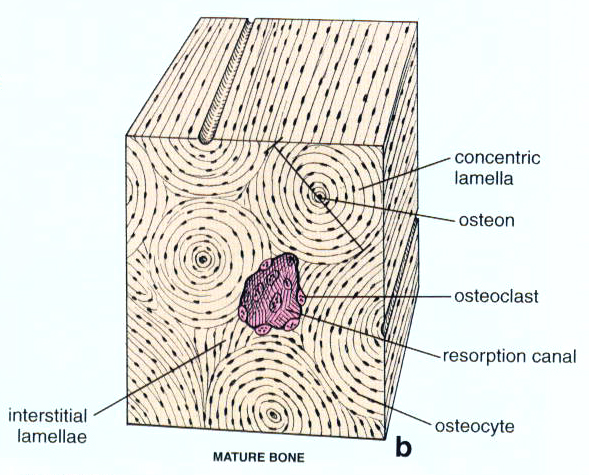 concentric
lamella
osteon
osteoclast
resorption canal
osteocyte
interstitial
lamellae
MATURE BONE
b